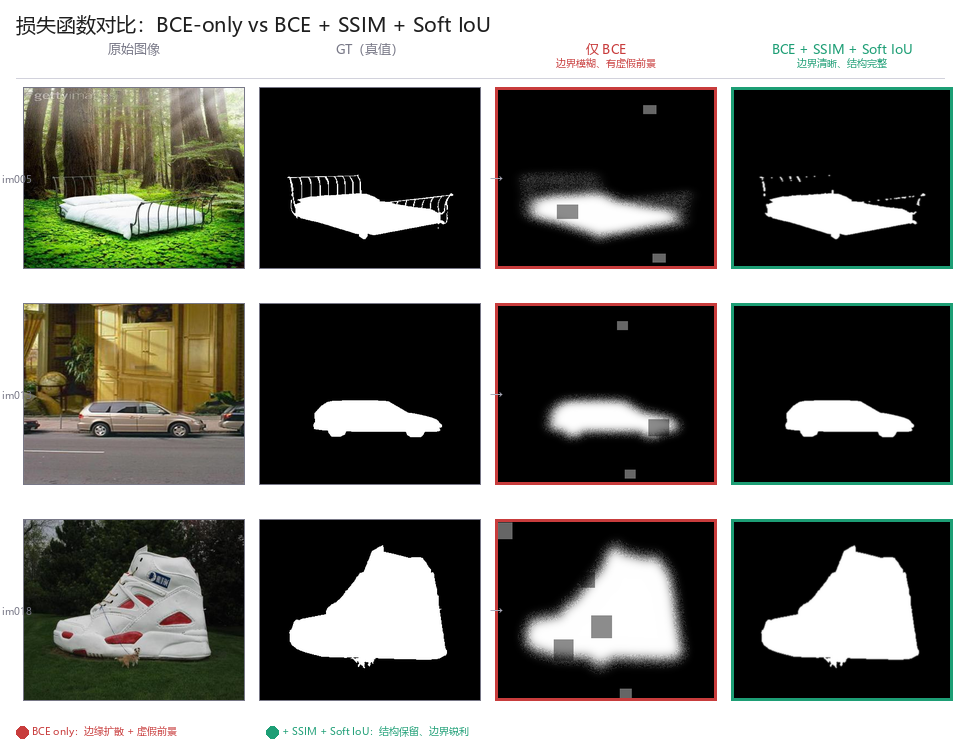 损失函数对比：BCE-only vs BCE + SSIM + Soft IoU
原始图像
GT（真值）
仅 BCE
边界模糊、有虚假前景
BCE + SSIM + Soft IoU
边界清晰、结构完整
im005
→
→
→
BCE only：边缘扩散 + 虚假前景
+ SSIM + Soft IoU：结构保留、边界锐利